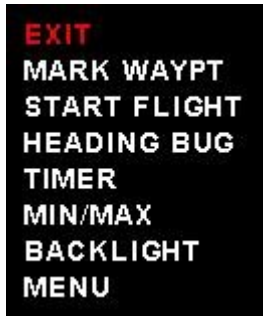 EXIT
MARK WAYPT
START FLIGHT
HEADING BUG
TIMER
MIN/MAX
BACKLIGHT
MENU